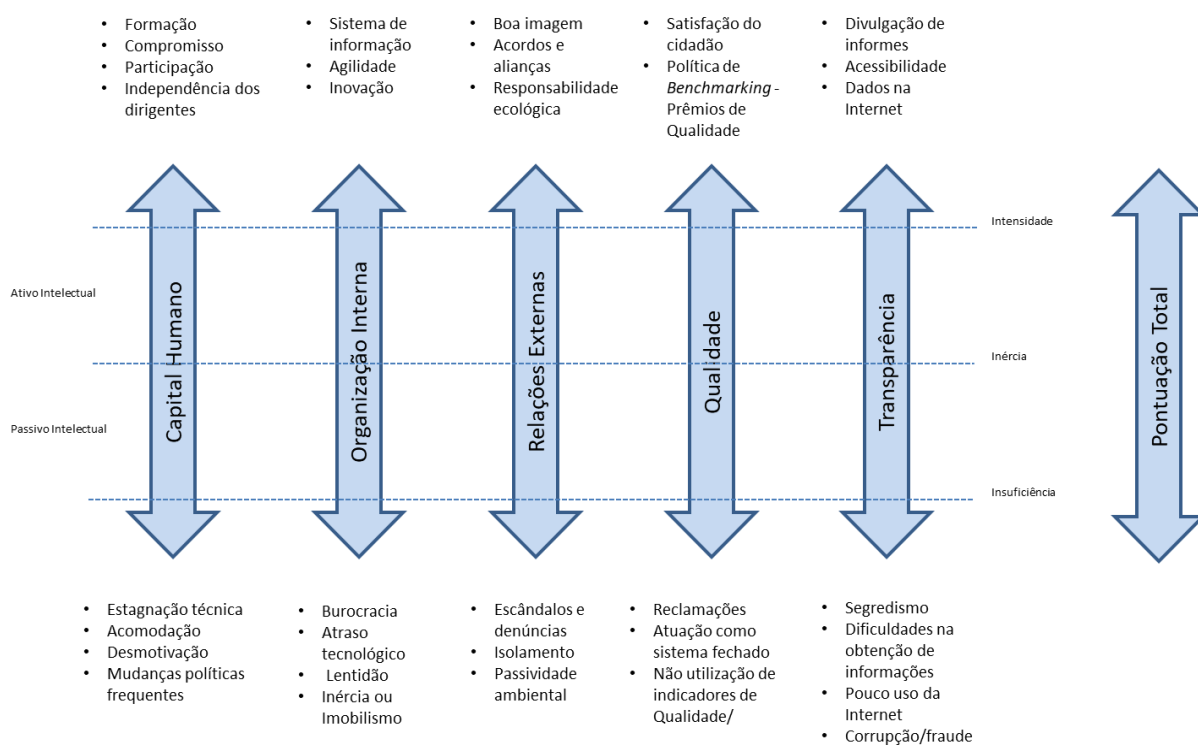 • Formação
• Compromisso
• Participação
• Independência dos
dirigentes
• Sistema de
informação
• Agilidade
• Inovação
• Boa imagem
• Acordos e
alianças
• Responsabilidade
ecológica
• Satisfação do
cidadão
• Política de
Benchmarking -
Prêmios de
Qualidade
• Divulgação de
informes
• Acessibilidade
• Dados na
Internet
Intensidade
Ativo Intelectual
Inércia
Passivo Intelectual
Insuficiência
Capital Humano
Organização Interna
Relações Externas
Qualidade
Transparência
Pontuação Total
• Estagnação técnica
• Acomodação
• Desmotivação
• Mudanças políticas
frequentes
• Burocracia
• Atraso
tecnológico
• Lentidão
• Inércia ou
Imobilismo
• Escândalos e
denúncias
• Isolamento
• Passividade
ambiental
• Reclamações
• Atuação como
sistema fechado
• Não utilização de
indicadores de
Qualidade/
• Segredismo
• Dificuldades na
obtenção de
informações
• Pouco uso da
Internet
• Corrupção/fraude